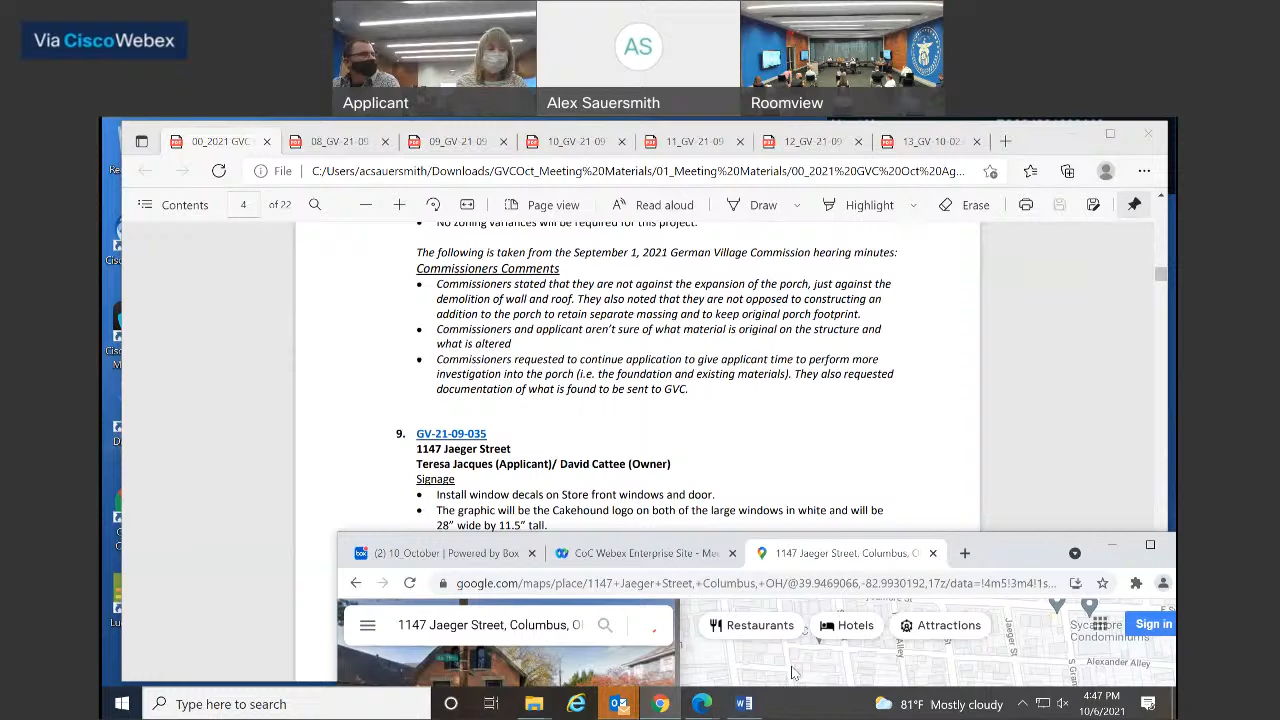 Via CiscoWebex
AS
Applicant
Alex Sauersmith
Roomview
00_2021 GVC
08_GV-21-09
09_GV-21-09
10_GV-21-09
11_GV-21-09
12_GV-21-09
13_GV 10-02
File
C:/Users/acsauersmith/Downloads/GVCOct_Meeting%20Materials/01_Meeting%20Materials/00_2021%20GVC%20Oct%20Ag...
Contents
4
of 22
Page view
Read aloud
Draw
Highlight
Erase
No zoning variances will be required for this project.
The following is taken from the September 1, 2021 German Village Commission hearing minutes:
Commissioners Comments
• Commissioners stated that they are not against the expansion of the porch, just against the
demolition of wall and roof. They also noted that they are not opposed to constructing an
addition to the porch to retain separate massing and to keep original porch footprint.
• Commissioners and applicant aren't sure of what material is original on the structure and
what is altered
• Commissioners requested to continue application to give applicant time to perform more
investigation into the porch (i.e. the foundation and existing materials). They also requested
documentation of what is found to be sent to GVC.
9. GV-21-09-035
1147 Jaeger Street
Teresa Jacques (Applicant)/ David Cattee (Owner)
Signage
• Install window decals on Store front windows and door.
• The graphic will be the Cakehound logo on both of the large windows in white and will be
28" wide by 11.5" tall.
(2) 10_October | Powered by Box
CoC Webex Enterprise Site - Me
1147 Jaeger Street, Columbus, O
google.com/maps/place/1147+Jaeger+Street,+Columbus,+OH/@39.9469066,-82.9930192,17z/data=!4m5!3m4!1s...
1147 Jaeger Street, Columbus, O
Restaurants
Hotels
Attractions
Sign in
Jaeger St
Alley
Sycamore
Condominiums
Alexander Alley
Type here to search
81°F Mostly cloudy
4:47 PM
10/6/2021